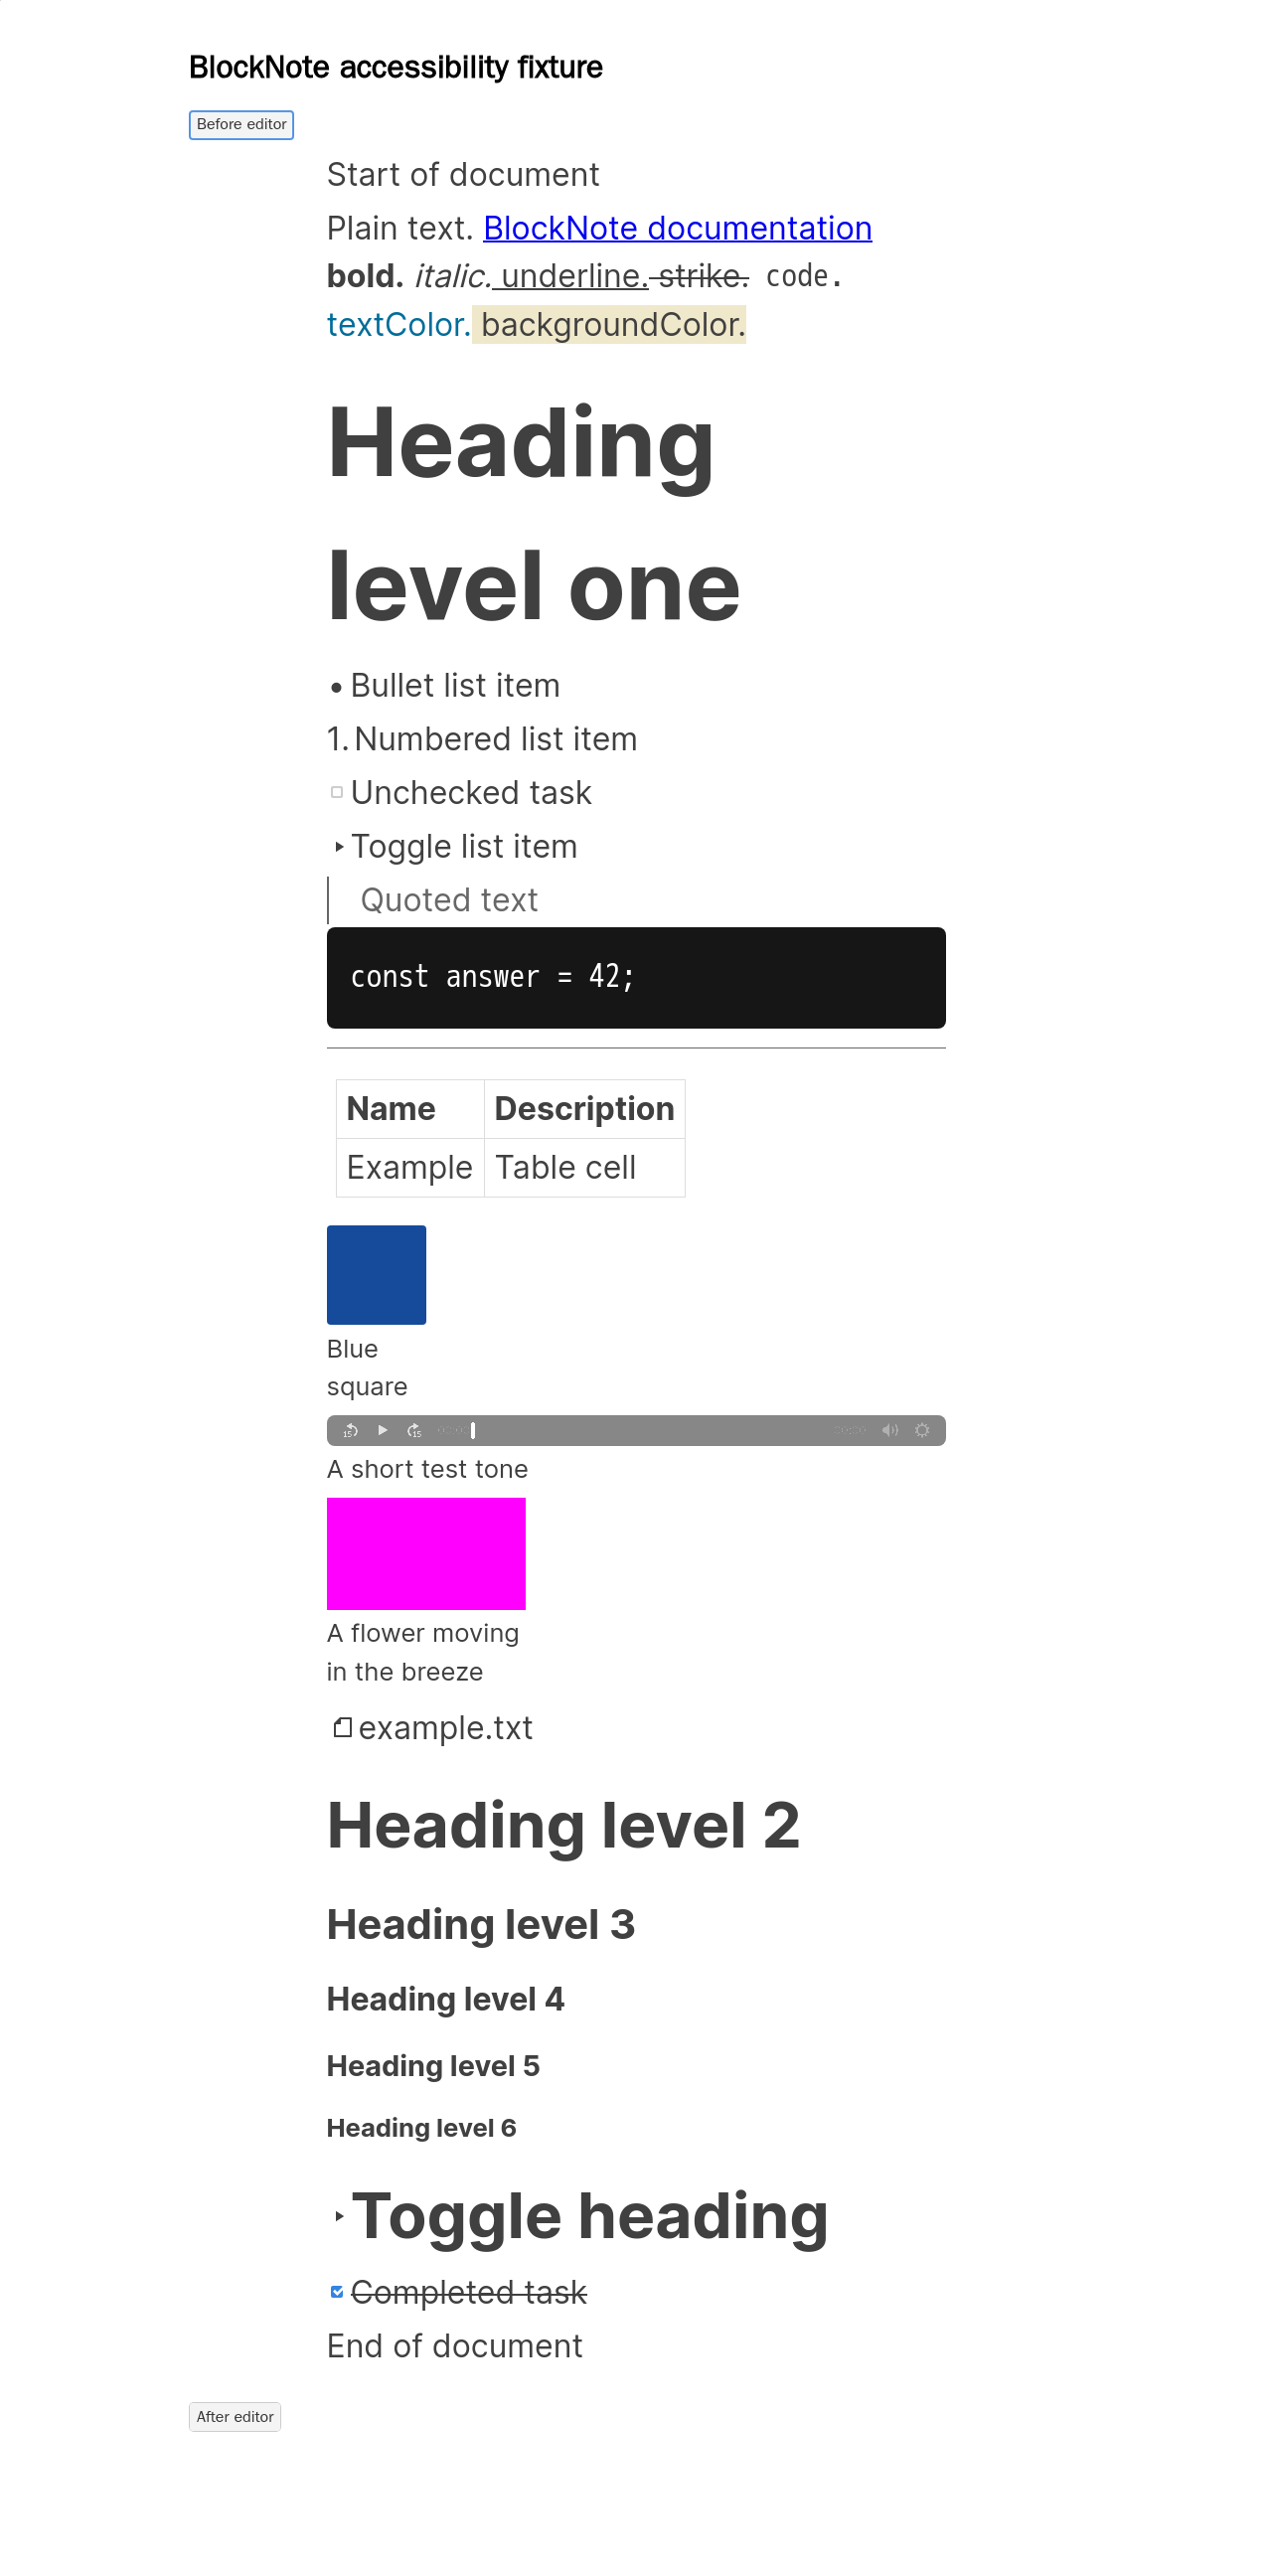 BlockNote accessibility fixture
Before editor
Start of document
Plain text. BlockNote documentation
bold. italic. underline. strike. code.
textColor. backgroundColor.
Heading
level one
• Bullet list item
1. Numbered list item
Unchecked task
Toggle list item
Quoted text
const answer = 42;
Name Description
Example Table cell
Blue
square
15 15
A short test tone
A flower moving
in the breeze
example.txt
Heading level 2
Heading level 3
Heading level 4
Heading level 5
Heading level 6
Toggle heading
Completed task
End of document
After editor